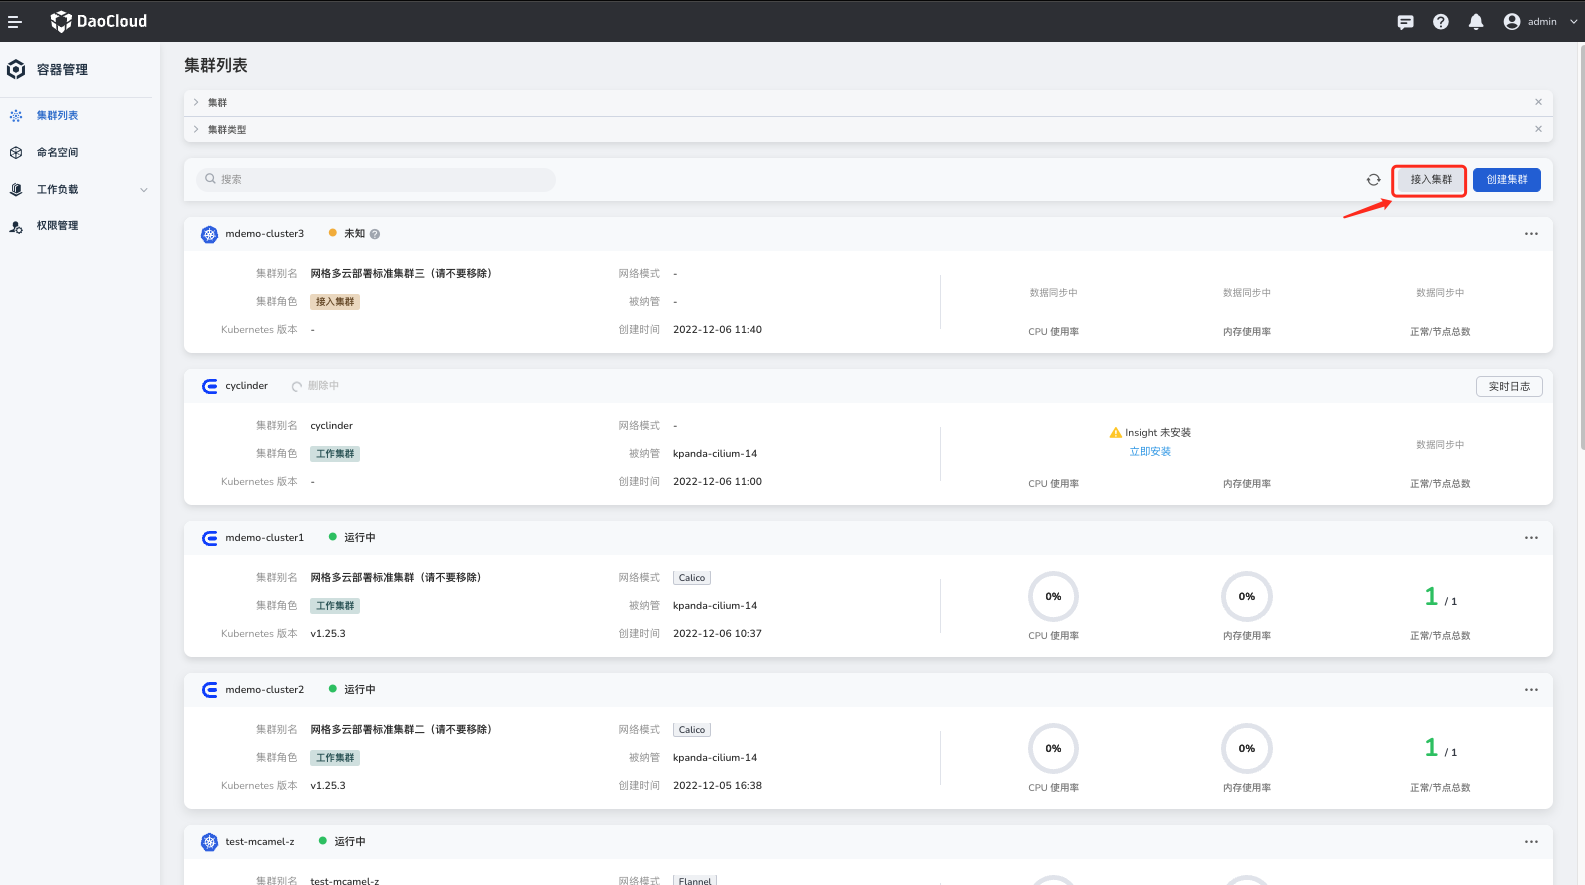 DaoCloud
admin
容器管理
集群列表
命名空间
工作负载
权限管理
集群列表
集群
集群类型
搜索
接入集群
创建集群
mdemo-cluster3
未知
集群别名
网格多云部署标准集群三（请不要移除）
集群角色
接入集群
Kubernetes 版本
-
网络模式
-
被纳管
-
创建时间
2022-12-06 11:40
数据同步中
CPU 使用率
数据同步中
内存使用率
数据同步中
正常/节点总数
cyclinder
删除中
实时日志
集群别名
cyclinder
集群角色
工作集群
Kubernetes 版本
-
网络模式
-
被纳管
kpanda-cilium-14
创建时间
2022-12-06 11:00
Insight 未安装
立即安装
CPU 使用率
内存使用率
数据同步中
正常/节点总数
mdemo-cluster1
运行中
集群别名
网格多云部署标准集群（请不要移除）
集群角色
工作集群
Kubernetes 版本
v1.25.3
网络模式
Calico
被纳管
kpanda-cilium-14
创建时间
2022-12-06 10:37
0%
CPU 使用率
0%
内存使用率
1 / 1
正常/节点总数
mdemo-cluster2
运行中
集群别名
网格多云部署标准集群二（请不要移除）
集群角色
工作集群
Kubernetes 版本
v1.25.3
网络模式
Calico
被纳管
kpanda-cilium-14
创建时间
2022-12-05 16:38
0%
CPU 使用率
0%
内存使用率
1 / 1
正常/节点总数
test-mcamel-z
运行中
集群别名
test-mcamel-z
网络模式
Flannel